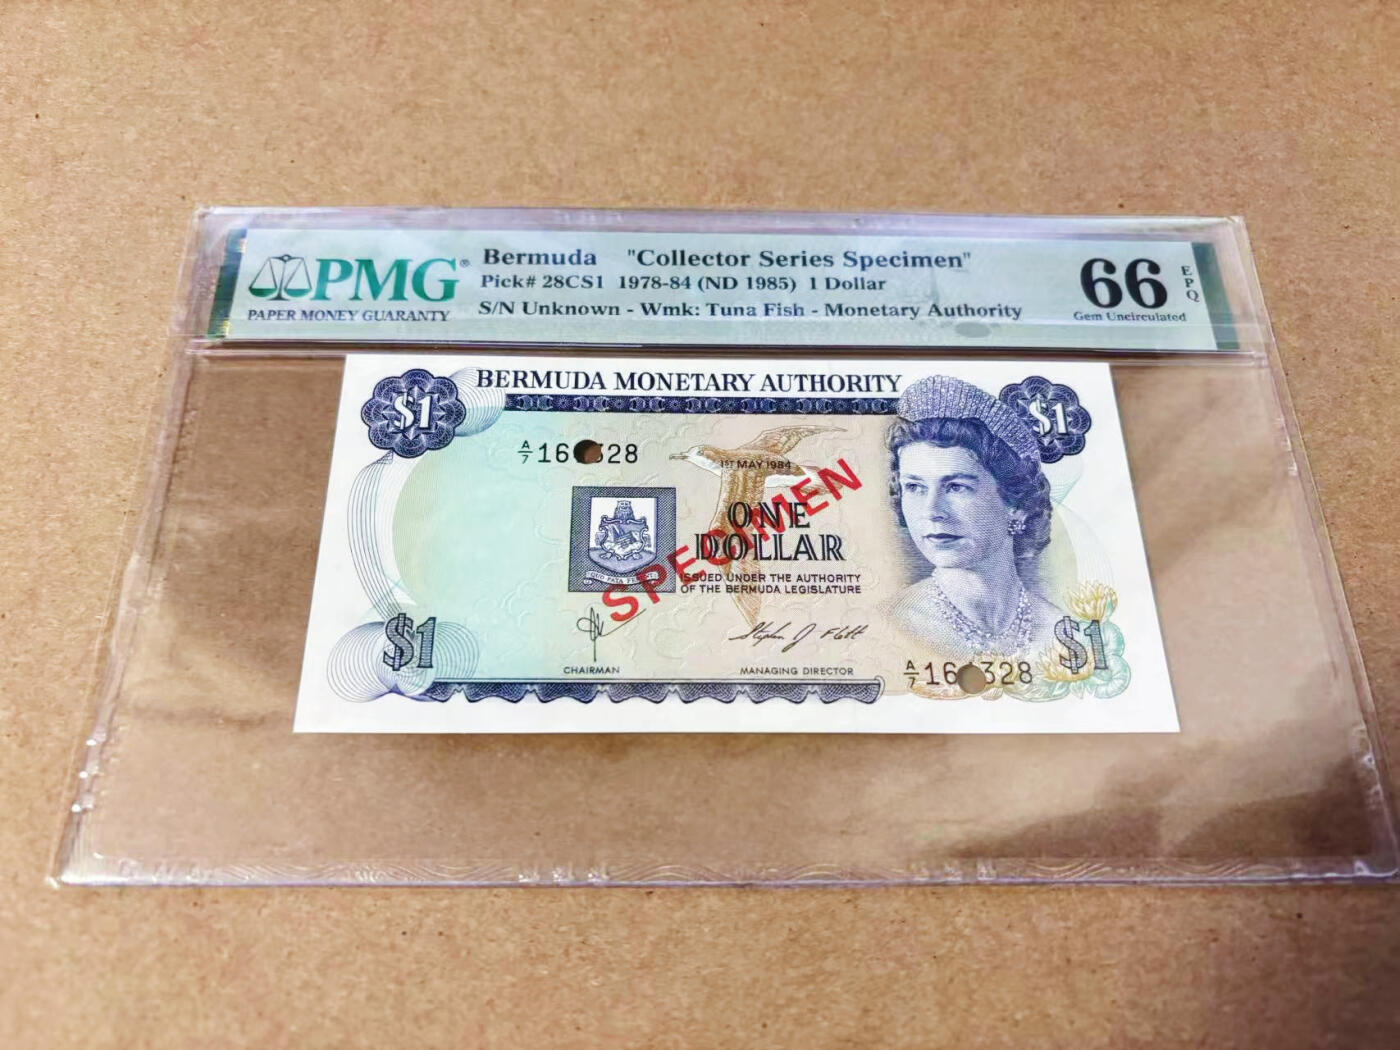 PMG®
PAPER MONEY GUARANTY
Bermuda "Collector Series Specimen"
Pick# 28CS1 1978-84 (ND 1985) 1 Dollar
S/N Unknown - Wmk: Tuna Fish - Monetary Authority
66
EPQ
Gem Uncirculated
BERMUDA MONETARY AUTHORITY
$1
$1
A/7 16 328
1ST MAY 1984
ONE
DOLLAR
SPECIMEN
ISSUED UNDER THE AUTHORITY
OF THE BERMUDA LEGISLATURE
CHAIRMAN
MANAGING DIRECTOR
$1
$1
A/7 16 328